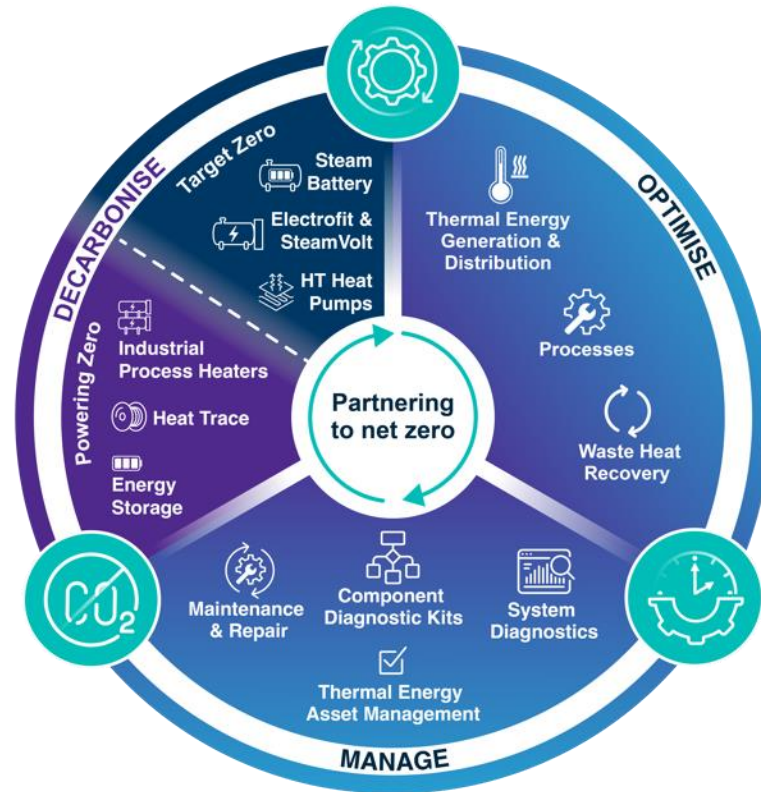 DECARBONISE
Target Zero
Steam
Battery
Electrofit &
SteamVolt
HT Heat
Pumps
Powering Zero
Industrial
Process Heaters
Heat Trace
Energy
Storage
OPTIMISE
Thermal Energy
Generation &
Distribution
Processes
Waste Heat
Recovery
Partnering
to net zero
Maintenance
& Repair
Component
Diagnostic Kits
System
Diagnostics
Thermal Energy
Asset Management
MANAGE
CO₂